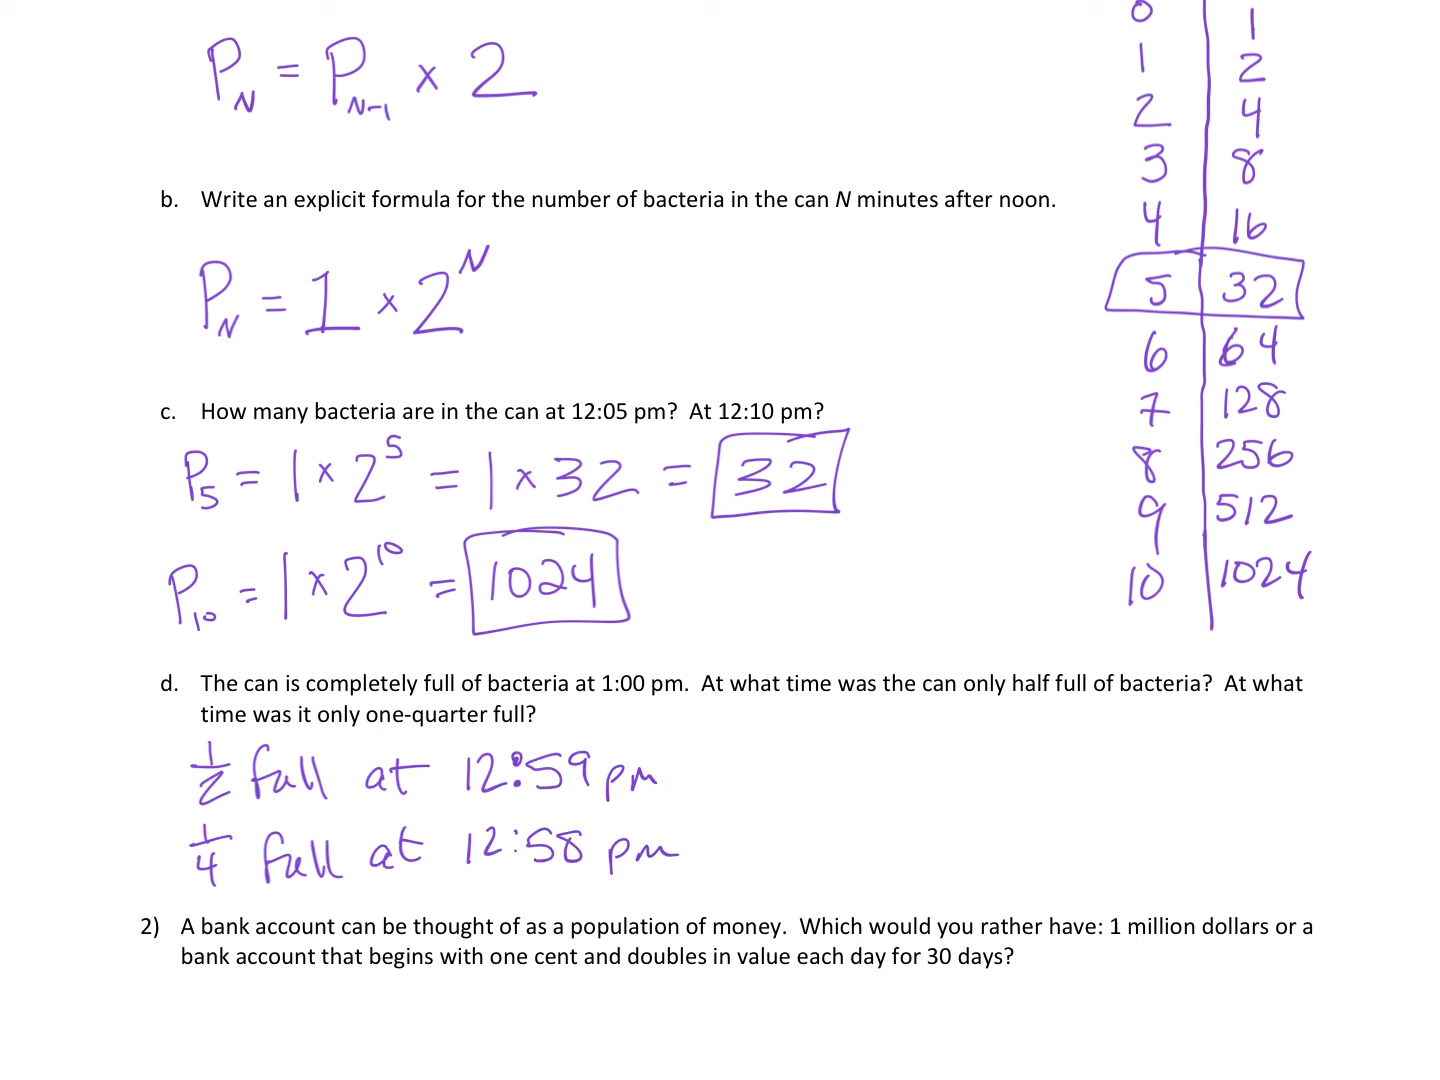 P_N = P_{N-1} × 2
b. Write an explicit formula for the number of bacteria in the can N minutes after noon.
P_N = 1 × 2^N
c. How many bacteria are in the can at 12:05 pm? At 12:10 pm?
P_5 = 1 × 2^5 = 1 × 32 = 32
P_10 = 1 × 2^10 = 1024
0 1
1 2
2 4
3 8
4 16
5 32
6 64
7 128
8 256
9 512
10 1024
d. The can is completely full of bacteria at 1:00 pm. At what time was the can only half full of bacteria? At what
time was it only one-quarter full?
1/2 full at 12:59 pm
1/4 full at 12:58 pm
2) A bank account can be thought of as a population of money. Which would you rather have: 1 million dollars or a
bank account that begins with one cent and doubles in value each day for 30 days?